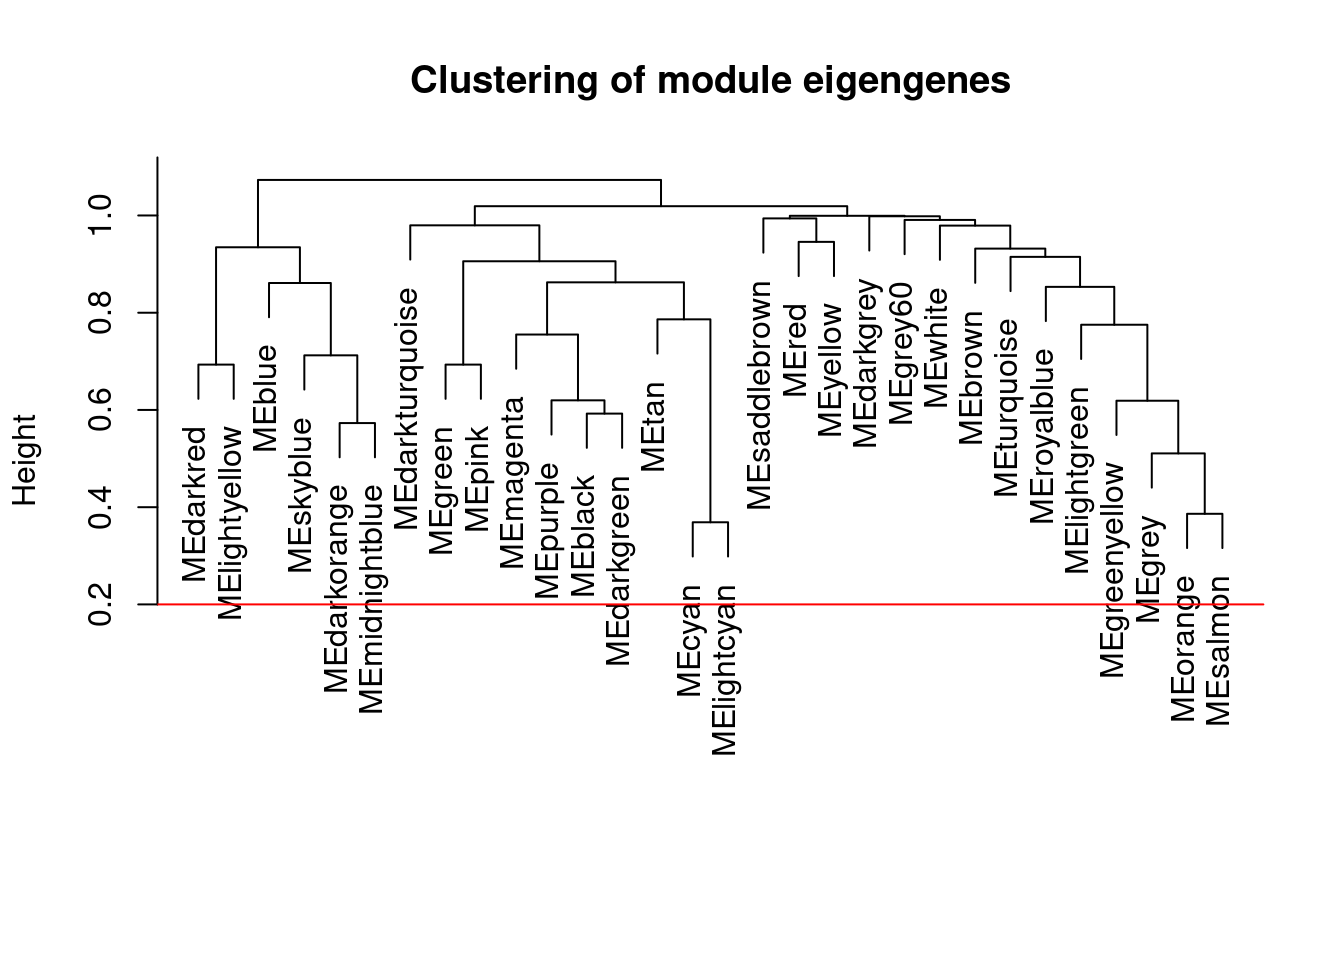 Clustering of module eigengenes
Height
1.0
0.8
0.6
0.4
0.2
MEdarkred
MElightyellow
MEblue
MEskyblue
MEdarkorange
MEmidnightblue
MEdarkturquoise
MEgreen
MEpink
MEmagenta
MEpurple
MEblack
MEdarkgreen
MEtan
MEcyan
MElightcyan
MEsaddlebrown
MEred
MEyellow
MEdarkgrey
MEgrey60
MEwhite
MEbrown
MEturquoise
MEroyalblue
MElightgreen
MEgreenyellow
MEgrey
MEorange
MEsalmon